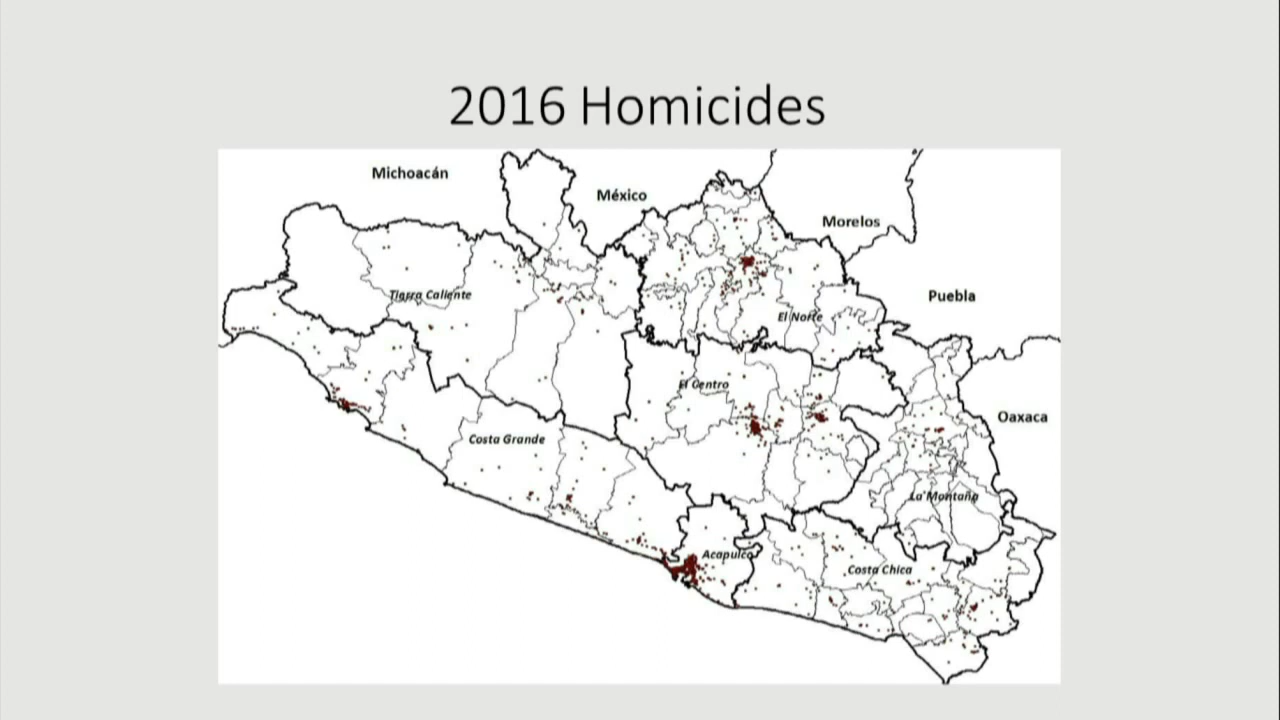 2016 Homicides
Michoacán
México
Morelos
Tierra Caliente
Puebla
El Norte
El Centro
Oaxaca
Costa Grande
La Montaña
Acapulco
Costa Chica